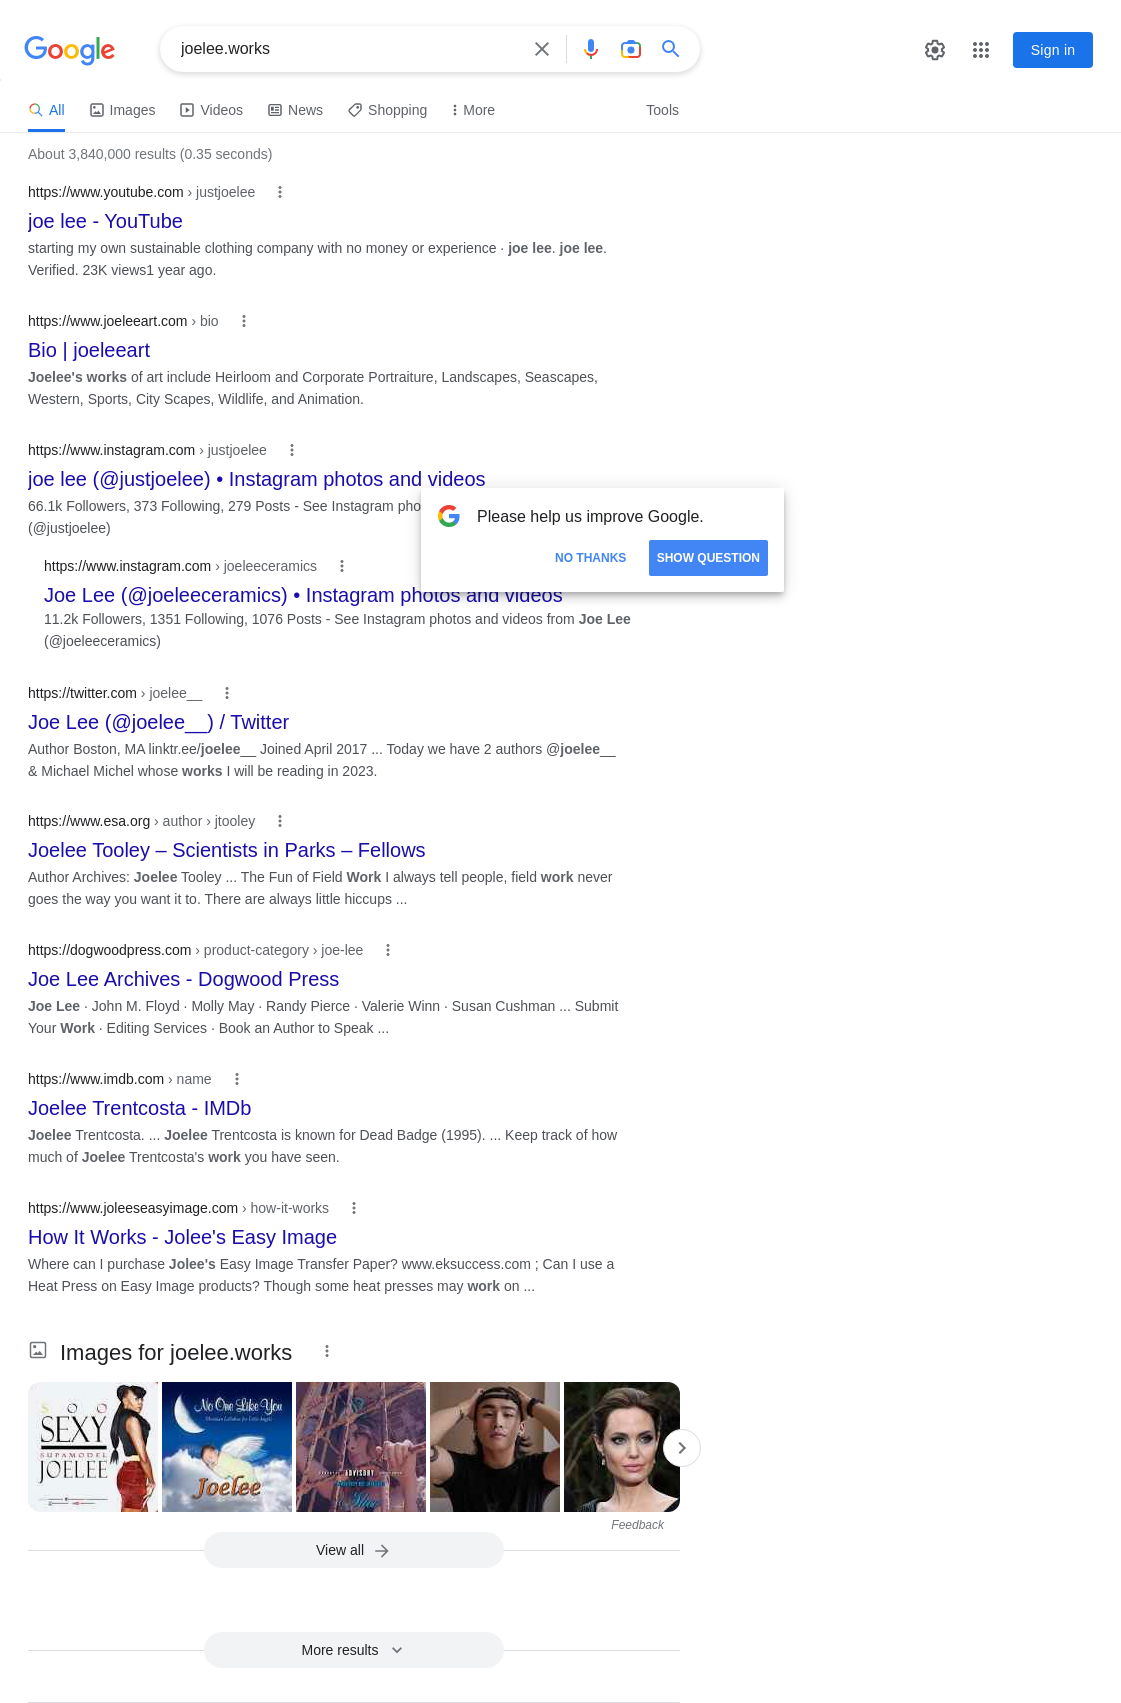 Google
joelee.works
Sign in
All
Images
Videos
News
Shopping
More
Tools
About 3,840,000 results (0.35 seconds)
https://www.youtube.com › justjoelee
joe lee - YouTube
starting my own sustainable clothing company with no money or experience · joe lee. joe lee.
Verified. 23K views1 year ago.
https://www.joeleeart.com › bio
Bio | joeleeart
Joelee's works of art include Heirloom and Corporate Portraiture, Landscapes, Seascapes,
Western, Sports, City Scapes, Wildlife, and Animation.
https://www.instagram.com › justjoelee
joe lee (@justjoelee) • Instagram photos and videos
66.1k Followers, 373 Following, 279 Posts - See Instagram pho
(@justjoelee)
Please help us improve Google.
NO THANKS
SHOW QUESTION
https://www.instagram.com › joeleeceramics
Joe Lee (@joeleeceramics) • Instagram photos and videos
11.2k Followers, 1351 Following, 1076 Posts - See Instagram photos and videos from Joe Lee
(@joeleeceramics)
https://twitter.com › joelee__
Joe Lee (@joelee__) / Twitter
Author Boston, MA linktr.ee/joelee__ Joined April 2017 ... Today we have 2 authors @joelee__
& Michael Michel whose works I will be reading in 2023.
https://www.esa.org › author › jtooley
Joelee Tooley – Scientists in Parks – Fellows
Author Archives: Joelee Tooley ... The Fun of Field Work I always tell people, field work never
goes the way you want it to. There are always little hiccups ...
https://dogwoodpress.com › product-category › joe-lee
Joe Lee Archives - Dogwood Press
Joe Lee · John M. Floyd · Molly May · Randy Pierce · Valerie Winn · Susan Cushman ... Submit
Your Work · Editing Services · Book an Author to Speak ...
https://www.imdb.com › name
Joelee Trentcosta - IMDb
Joelee Trentcosta. ... Joelee Trentcosta is known for Dead Badge (1995). ... Keep track of how
much of Joelee Trentcosta's work you have seen.
https://www.joleeseasyimage.com › how-it-works
How It Works - Jolee's Easy Image
Where can I purchase Jolee's Easy Image Transfer Paper? www.eksuccess.com ; Can I use a
Heat Press on Easy Image products? Though some heat presses may work on ...
Images for joelee.works
SOO
SEXY
SUPAMODEL
JOELEE
No One Like You
Joelee
ADVISORY
Feedback
View all
More results